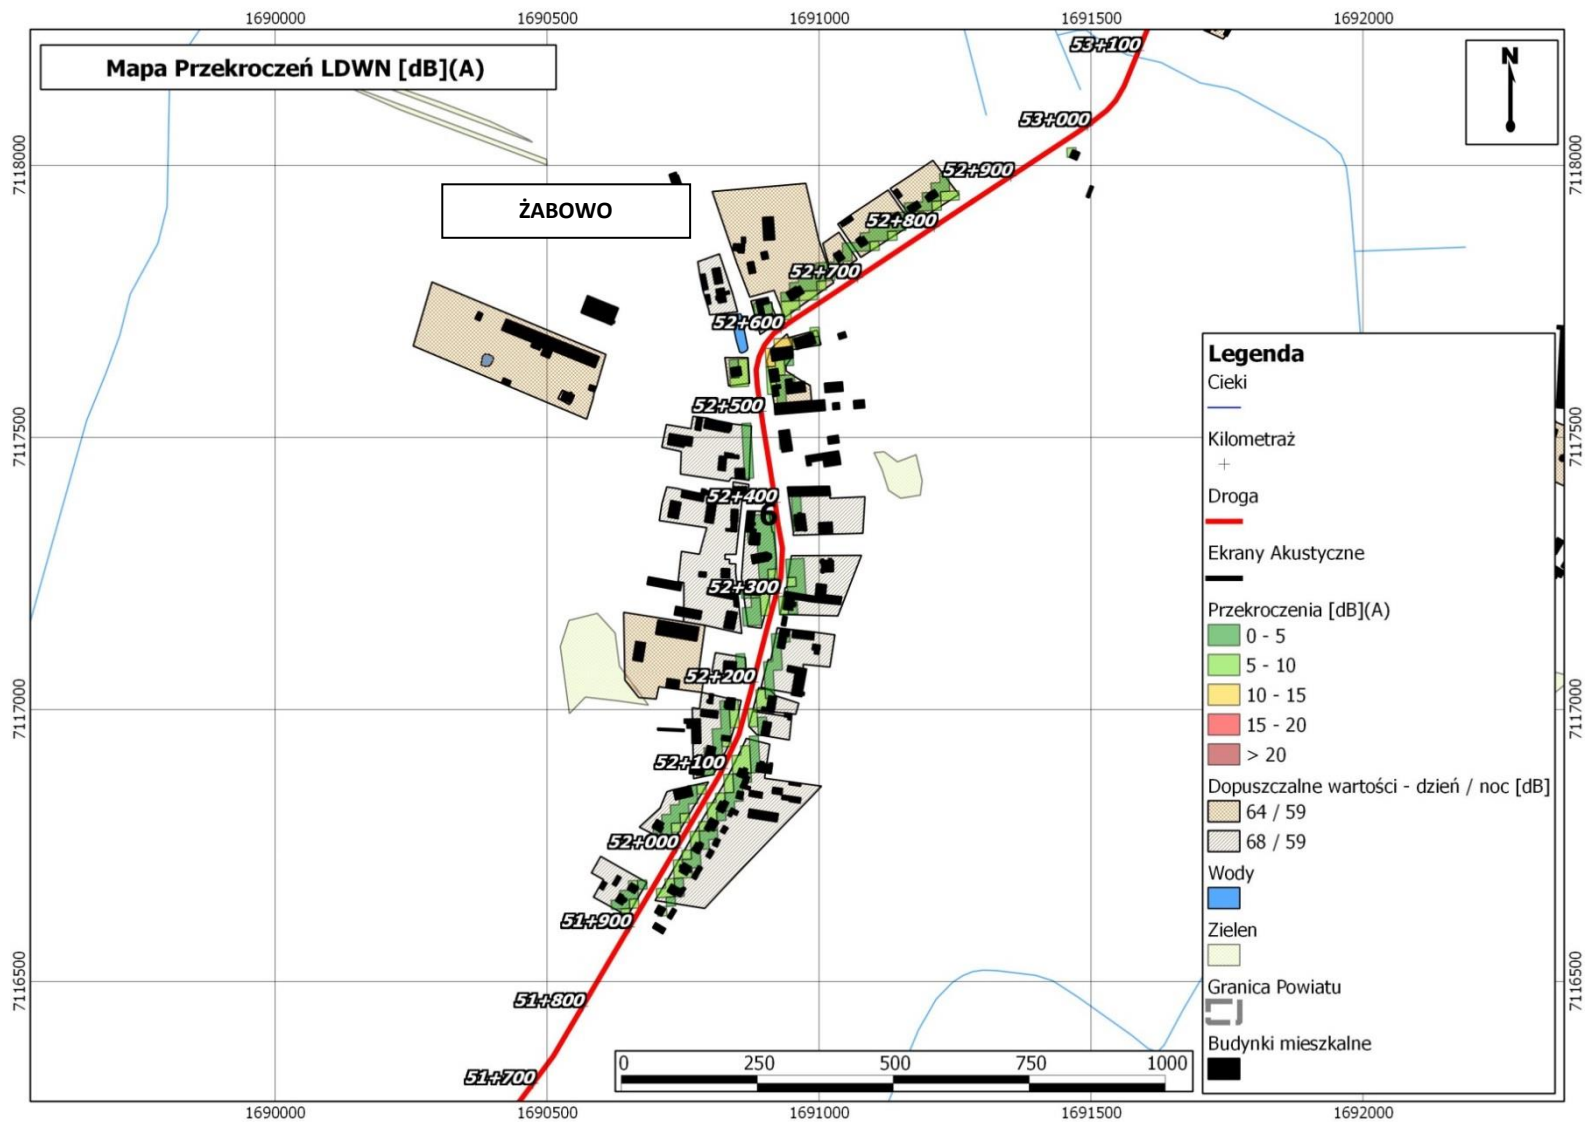 1690000 1690500 1691000 1691500 1692000
Mapa Przekroczeń LDWN [dB](A)
N
53+100
53+000
7118000 7118000
52+900
ŻABOWO
52+800
52+700
52+600
52+500
7117500 7117500
52+400
6
52+300
52+200
7117000 7117000
52+100
52+000
51+900
7116500 7116500
51+800
51+700
Legenda
Cieki
Kilometraż
Droga
Ekrany Akustyczne
Przekroczenia [dB](A)
0 - 5
5 - 10
10 - 15
15 - 20
> 20
Dopuszczalne wartości - dzień / noc [dB]
64 / 59
68 / 59
Wody
Zielen
Granica Powiatu
Budynki mieszkalne
0 250 500 750 1000
1690000 1690500 1691000 1691500 1692000